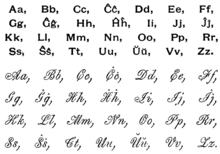 Aa, Bb, Cc, Ĉĉ, Dd, Ee, Ff,
Gg, Ĝĝ, Hh, Ĥĥ, Ii, Jj, Ĵĵ,
Kk, Ll, Mm, Nn, Oo, Pp, Rr,
Ss, Ŝŝ, Tt, Uu, Ŭŭ, Vv, Zz.
Aa, Bb, Cc, Ĉĉ, Dd, Ee, Ff,
Gg, Ĝĝ, Hh, Ĥĥ, Ii, Jj, Ĵĵ,
Kk, Ll, Mm, Nn, Oo, Pp, Rr,
Ss, Ŝŝ, Tt, Uu, Ŭŭ, Vv, Zz.